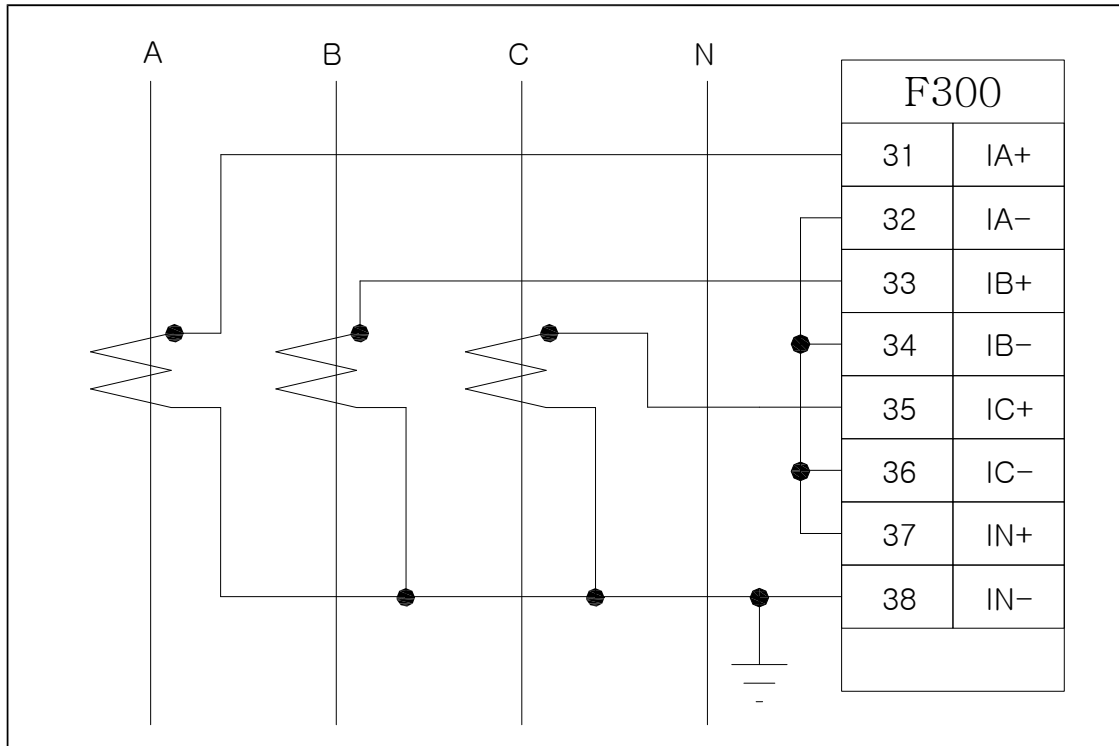 A B C N
F300
31 IA+
32 IA-
33 IB+
34 IB-
35 IC+
36 IC-
37 IN+
38 IN-